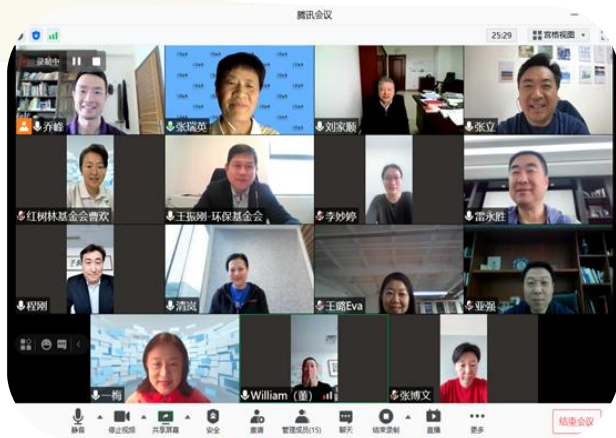 腾讯会议
25:29 宫格视图
录制中
乔峰 张瑞英 刘家顺 张立
红树林基金会曹欢 王振刚-环保基金会 李妙婷 雷永胜
程刚 清岚 王璐Eva 亚强
一梅 William（董） 张博文
静音 停止视频 共享屏幕 安全 邀请 管理成员(15) 聊天 结束录制 直播 更多 结束会议